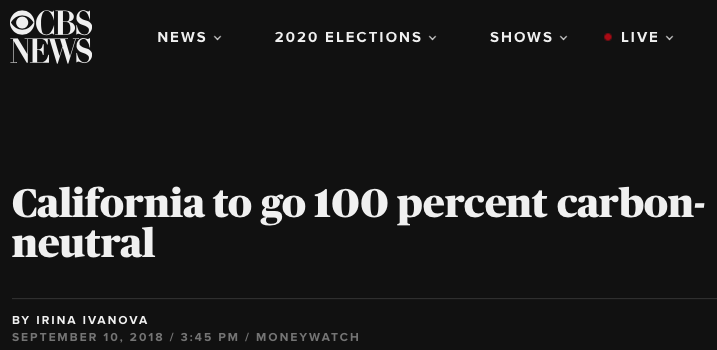 CBS NEWS
NEWS 2020 ELECTIONS SHOWS LIVE
California to go 100 percent carbon-
neutral
BY IRINA IVANOVA
SEPTEMBER 10, 2018 / 3:45 PM / MONEYWATCH